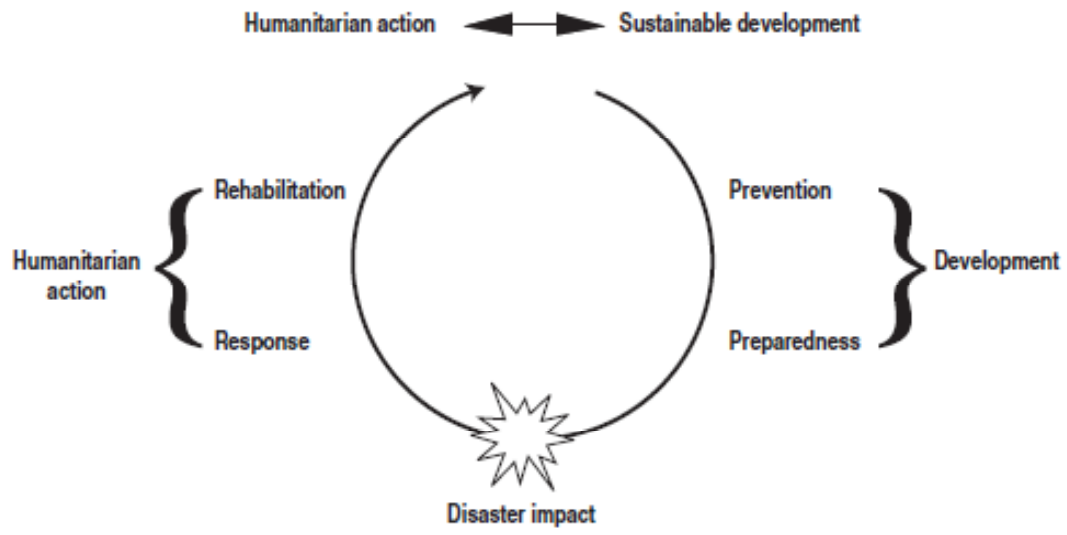 Humanitarian action
Sustainable development
Rehabilitation
Prevention
Humanitarian
action
Development
Response
Preparedness
Disaster impact